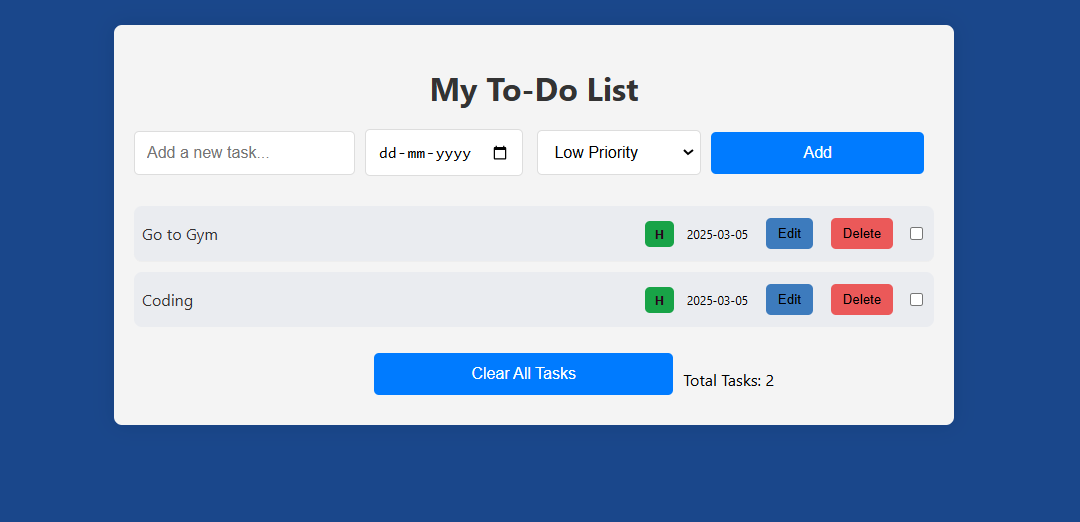 My To-Do List
Add a new task... dd-mm-yyyy Low Priority Add
Go to Gym H 2025-03-05 Edit Delete
Coding H 2025-03-05 Edit Delete
Clear All Tasks Total Tasks: 2